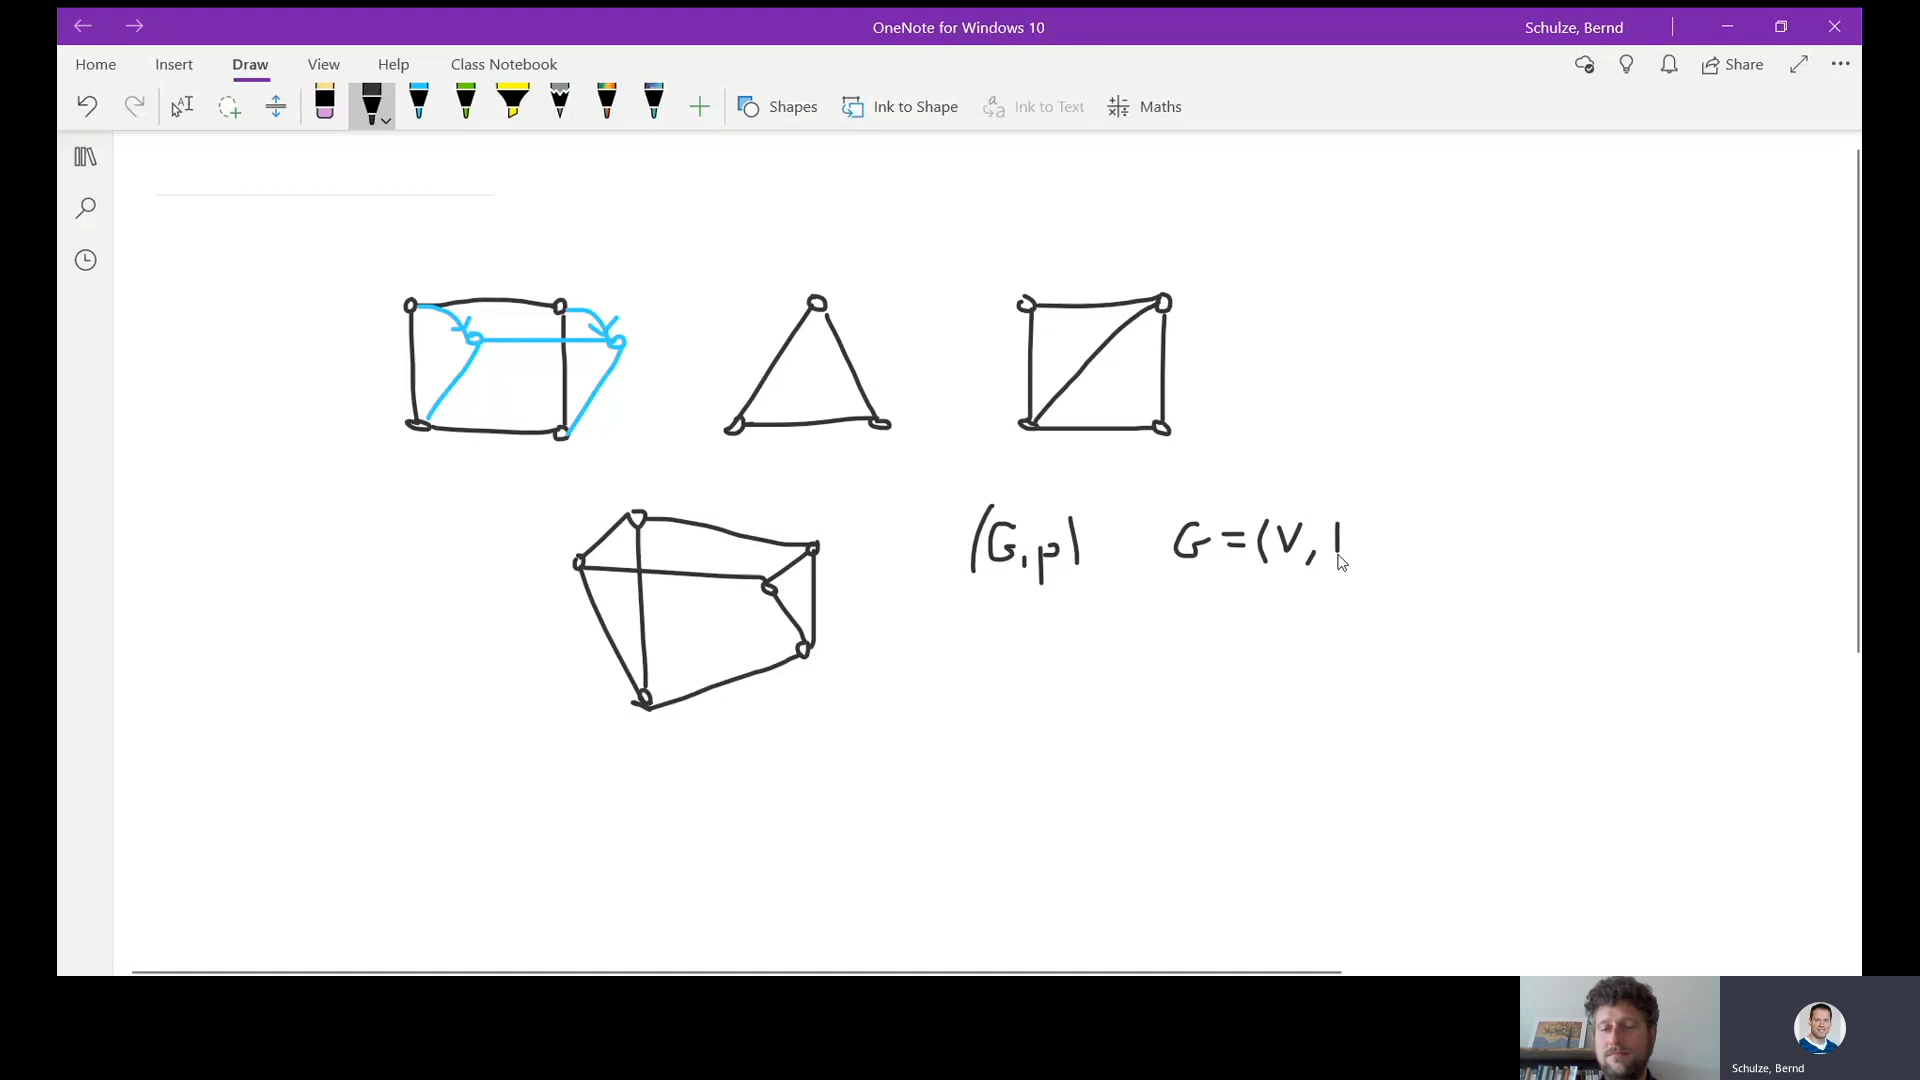 OneNote for Windows 10
Schulze, Bernd
Home Insert Draw View Help Class Notebook
Share
Shapes Ink to Shape Ink to Text Maths
(G,p) G=(V,
Schulze, Bernd